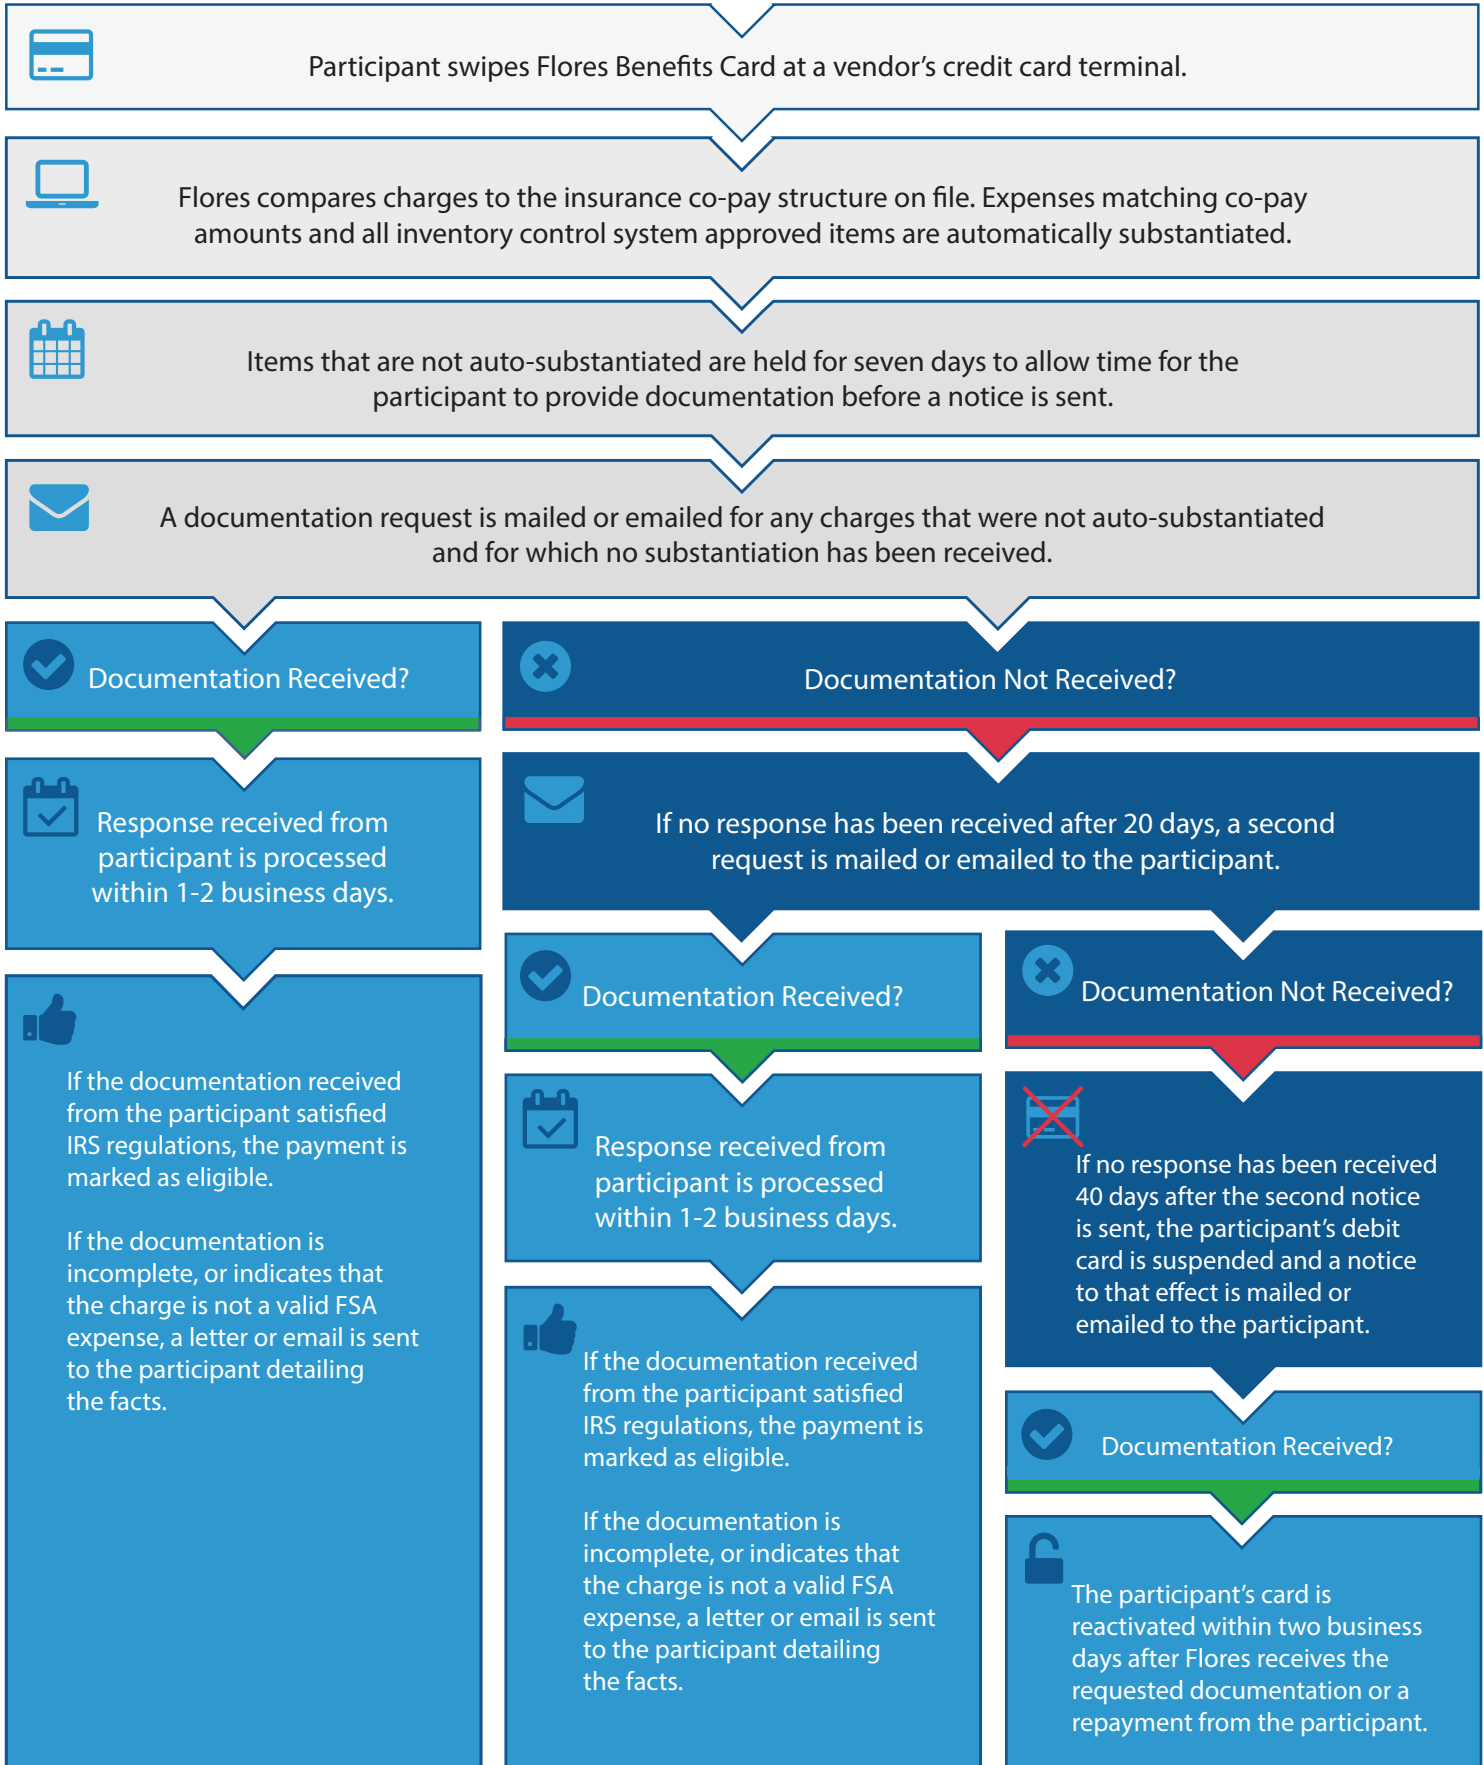 Participant swipes Flores Benefits Card at a vendor’s credit card terminal.
Flores compares charges to the insurance co-pay structure on file. Expenses matching co-pay
amounts and all inventory control system approved items are automatically substantiated.
Items that are not auto-substantiated are held for seven days to allow time for the
participant to provide documentation before a notice is sent.
A documentation request is mailed or emailed for any charges that were not auto-substantiated
and for which no substantiation has been received.
Documentation Received?
Response received from
participant is processed
within 1-2 business days.
If the documentation received
from the participant satisfied
IRS regulations, the payment is
marked as eligible.
If the documentation is
incomplete, or indicates that
the charge is not a valid FSA
expense, a letter or email is sent
to the participant detailing
the facts.
Documentation Not Received?
If no response has been received after 20 days, a second
request is mailed or emailed to the participant.
Documentation Received?
Response received from
participant is processed
within 1-2 business days.
If the documentation received
from the participant satisfied
IRS regulations, the payment is
marked as eligible.
If the documentation is
incomplete, or indicates that
the charge is not a valid FSA
expense, a letter or email is sent
to the participant detailing
the facts.
Documentation Not Received?
If no response has been received
40 days after the second notice
is sent, the participant’s debit
card is suspended and a notice
to that effect is mailed or
emailed to the participant.
Documentation Received?
The participant’s card is
reactivated within two business
days after Flores receives the
requested documentation or a
repayment from the participant.